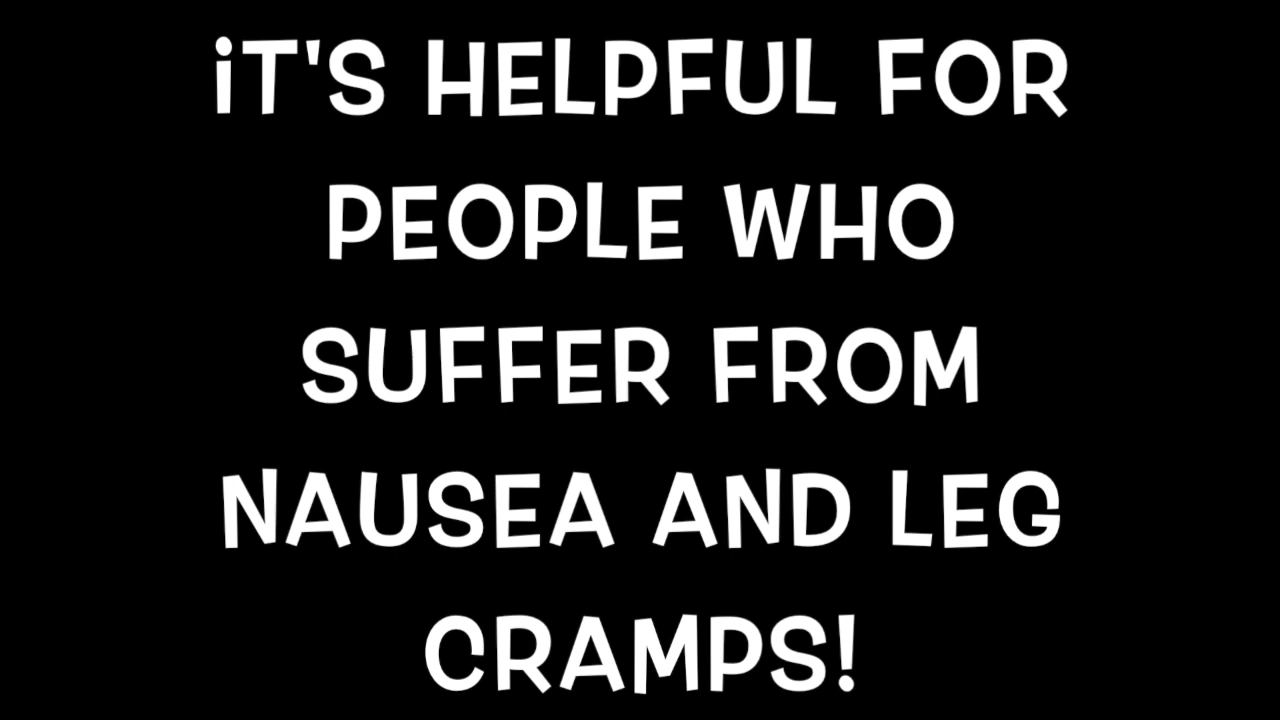 iT'S HELPFUL FOR
PEOPLE WHO
SUFFER FROM
NAUSEA AND LEG
CRAMPS!